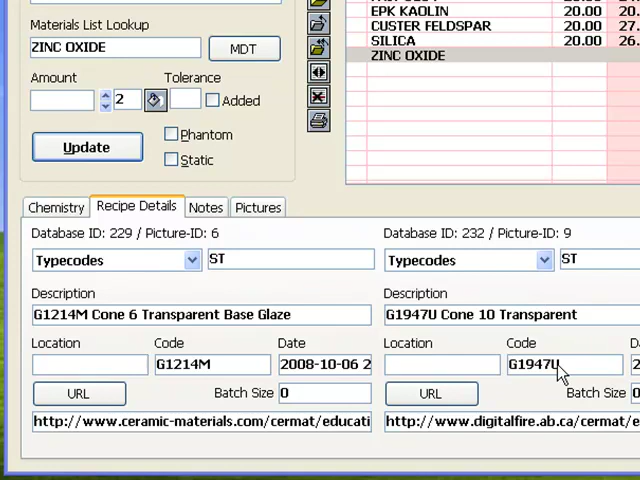 Materials List Lookup
ZINC OXIDE
MDT
Amount
Tolerance
2
Added
Update
Phantom
Static
EPK KAOLIN 20.00 20.
CUSTER FELDSPAR 20.00 27.
SILICA 20.00 26.
ZINC OXIDE
Chemistry
Recipe Details
Notes
Pictures
Database ID: 229 / Picture-ID: 6
Typecodes
ST
Description
G1214M Cone 6 Transparent Base Glaze
Location
Code
Date
G1214M
2008-10-06 2
URL
Batch Size
0
http://www.ceramic-materials.com/cermat/educati
Database ID: 232 / Picture-ID: 9
Typecodes
ST
Description
G1947U Cone 10 Transparent
Location
Code
G1947U
URL
Batch Size
0
http://www.digitalfire.ab.ca/cermat/e